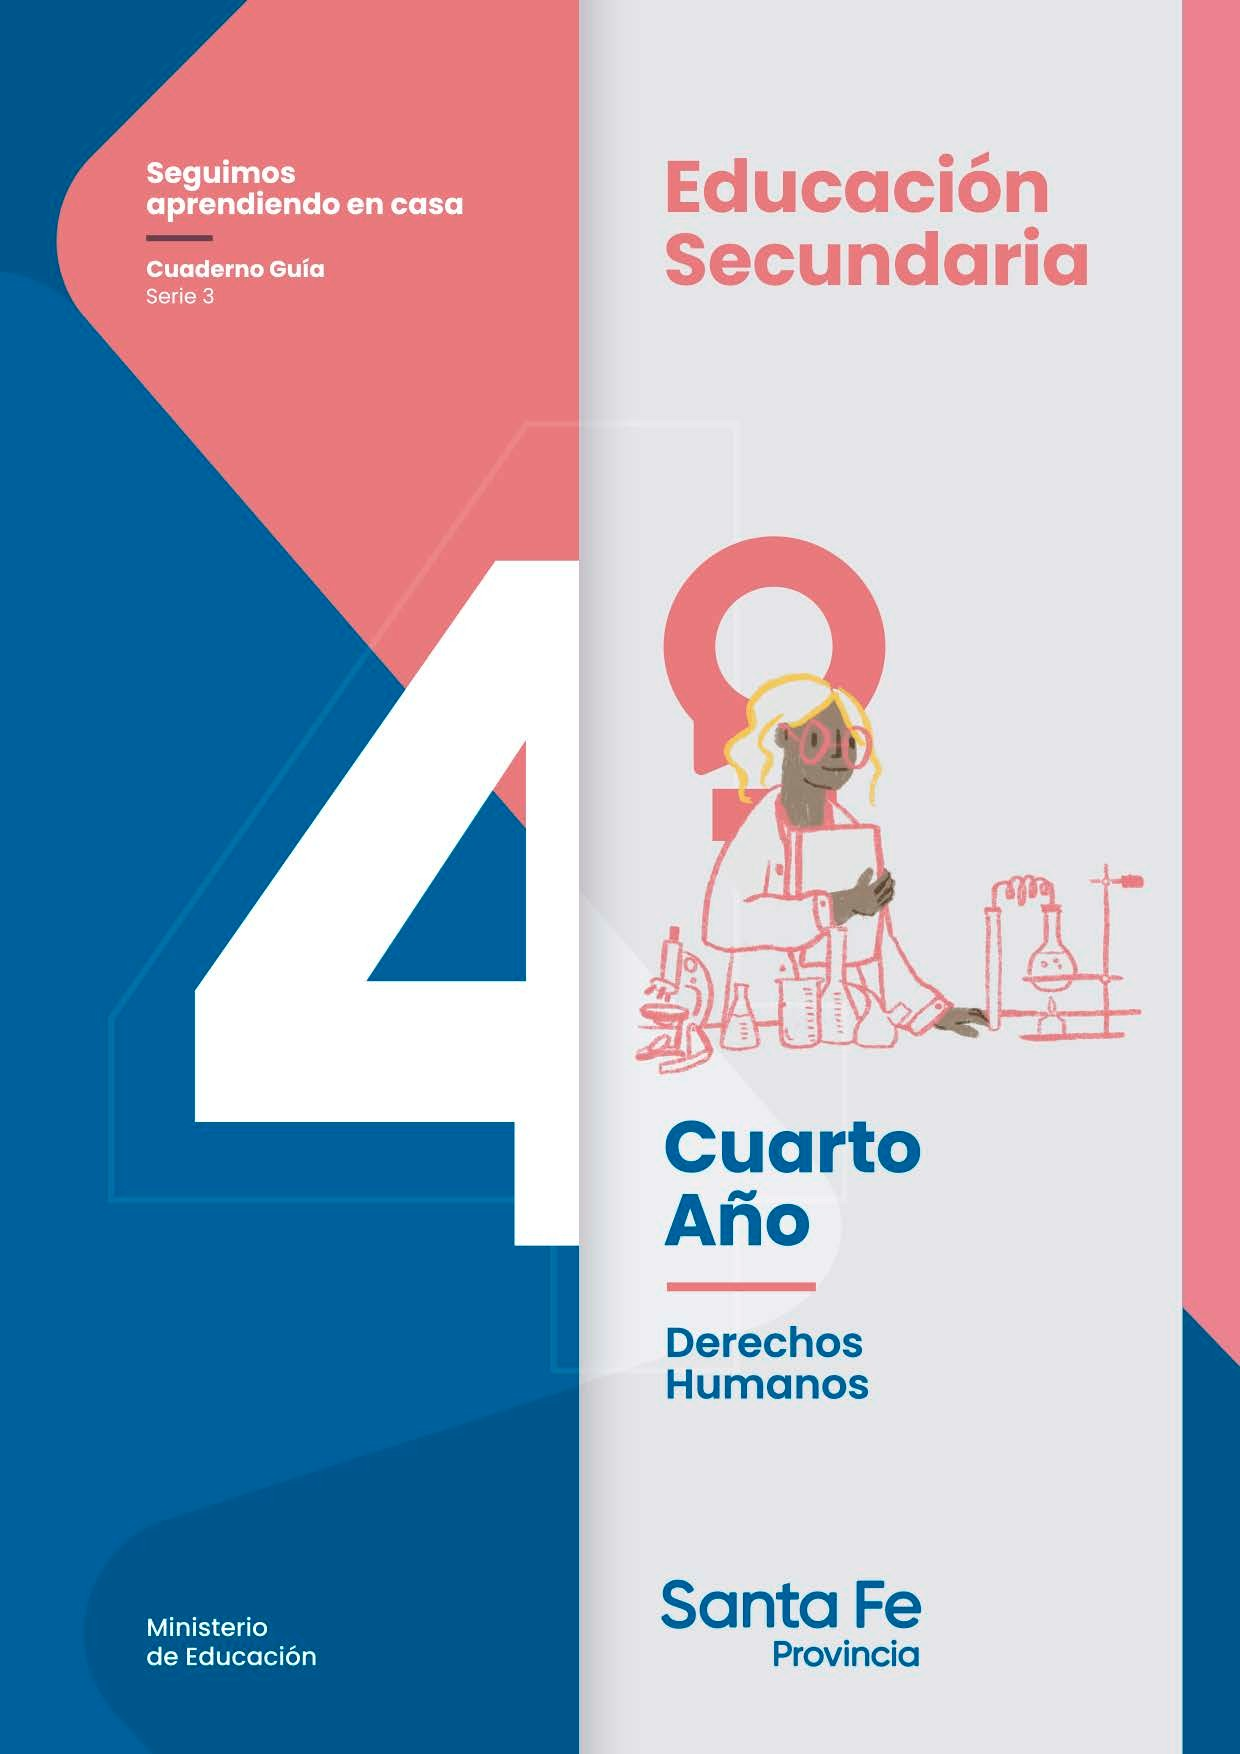 Seguimos
aprendiendo en casa
Cuaderno Guía
Serie 3
Educación
Secundaria
4
Cuarto
Año
Derechos
Humanos
Ministerio
de Educación
Santa Fe
Provincia